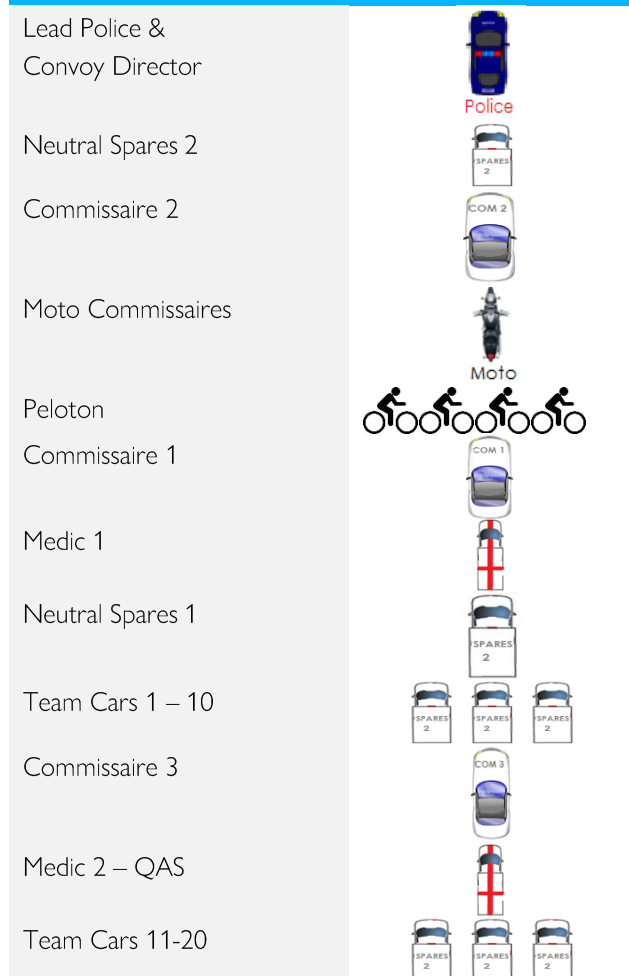 Lead Police &
Convoy Director
Police
Neutral Spares 2
SPARES
2
Commissaire 2
COM 2
Moto Commissaires
Moto
Peloton
Commissaire 1
COM 1
Medic 1
Neutral Spares 1
SPARES
2
Team Cars 1 – 10
SPARES SPARES SPARES
2 2 2
Commissaire 3
COM 3
Medic 2 – QAS
Team Cars 11-20
SPARES SPARES SPARES
2 2 2